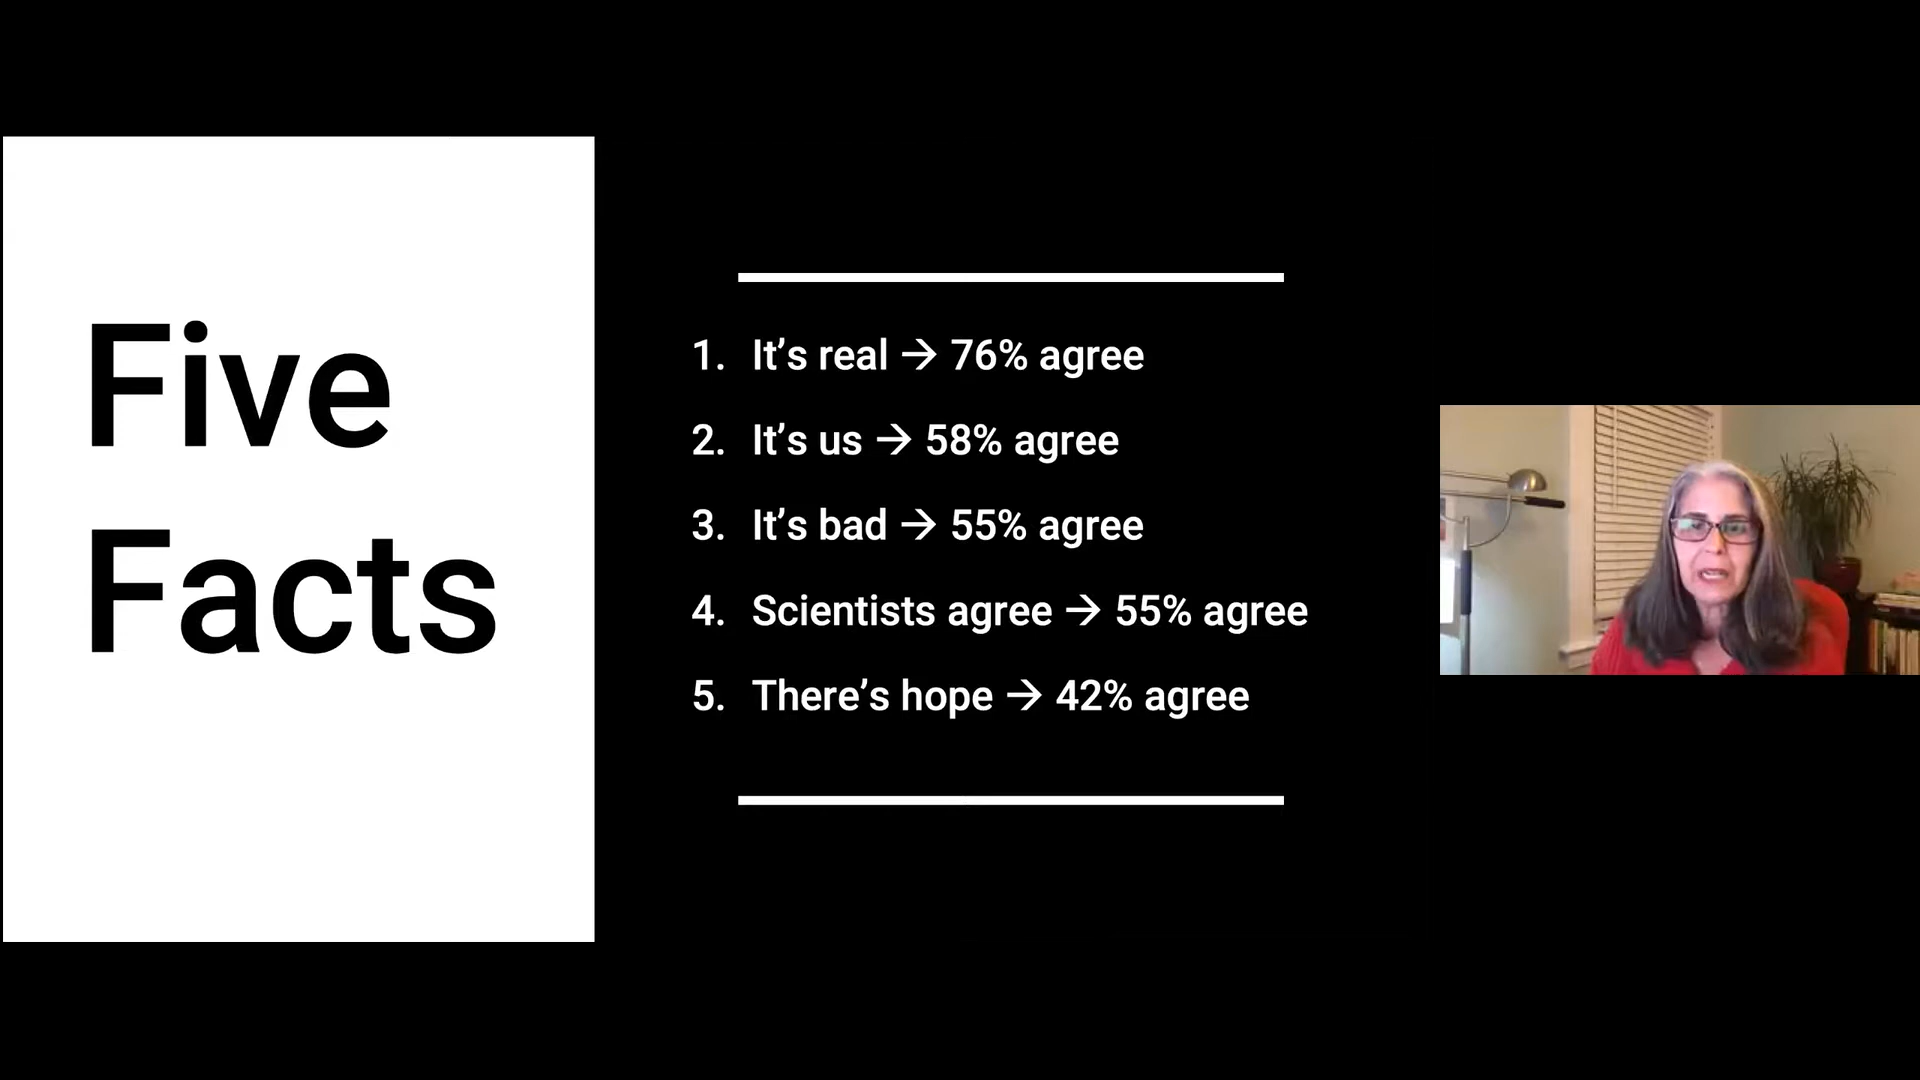 Five
Facts
1. It’s real → 76% agree
2. It’s us → 58% agree
3. It’s bad → 55% agree
4. Scientists agree → 55% agree
5. There’s hope → 42% agree